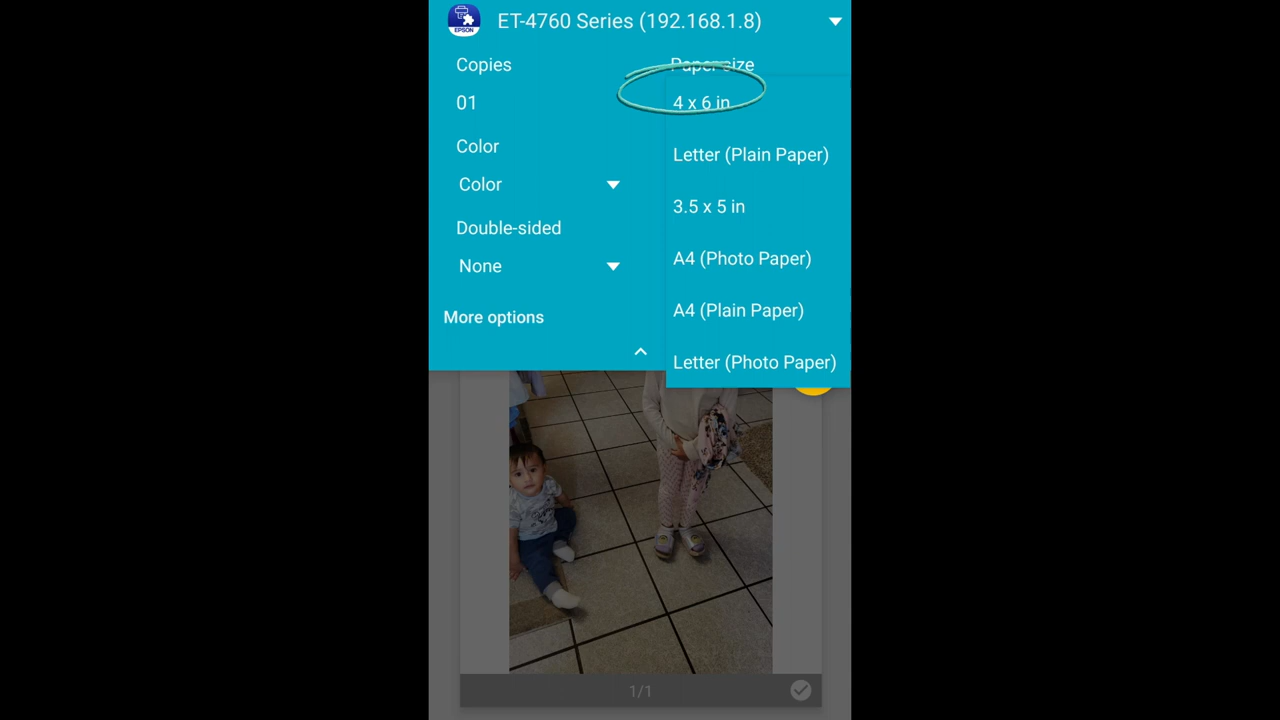 EPSON
ET-4760 Series (192.168.1.8)
Copies
01
Color
Color
Double-sided
None
More options
Paper size
4 x 6 in
Letter (Plain Paper)
3.5 x 5 in
A4 (Photo Paper)
A4 (Plain Paper)
Letter (Photo Paper)
1/1